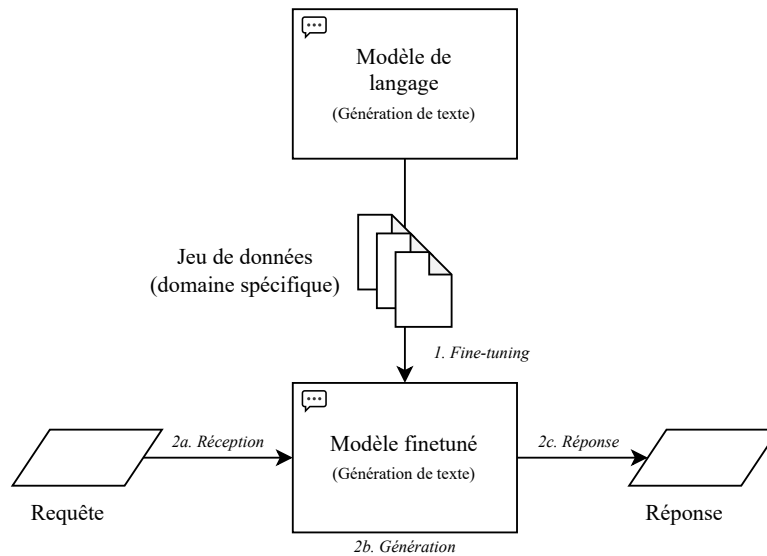 Modèle de
langage
(Génération de texte)
Jeu de données
(domaine spécifique)
1. Fine-tuning
2a. Réception
Modèle finetuné
(Génération de texte)
2c. Réponse
Requête
Réponse
2b. Génération